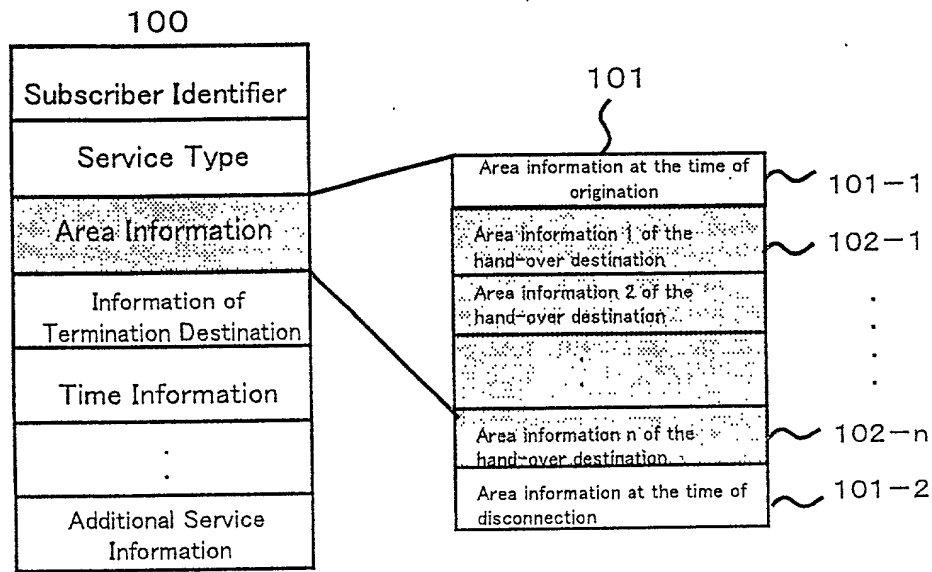 100
Subscriber Identifier
Service Type
Area Information
Information of
Termination Destination
Time Information
Additional Service
Information
101
Area information at the time of
origination
101-1
Area information 1 of the
hand-over destination
102-1
Area information 2 of the
hand-over destination
Area information n of the
hand-over destination
102-n
Area information at the time of
disconnection
101-2